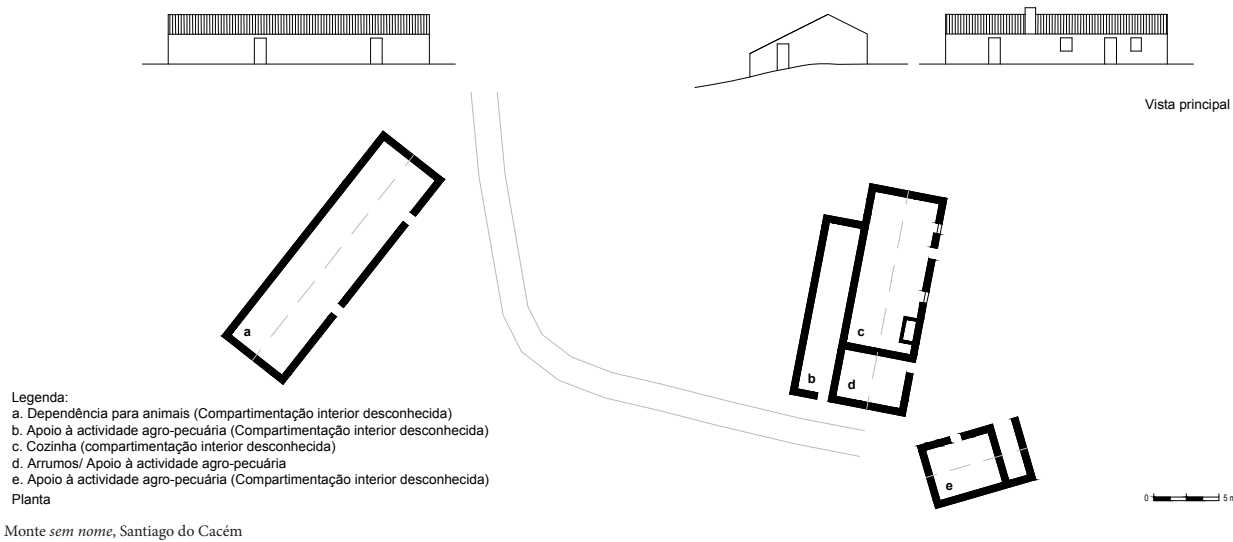 Vista principal
a
b
c
d
e
Legenda:
a. Dependência para animais (Compartimentação interior desconhecida)
b. Apoio à actividade agro-pecuária (Compartimentação interior desconhecida)
c. Cozinha (compartimentação interior desconhecida)
d. Arrumos/ Apoio à actividade agro-pecuária
e. Apoio à actividade agro-pecuária (Compartimentação interior desconhecida)
Planta
0 5 m
Monte sem nome, Santiago do Cacém